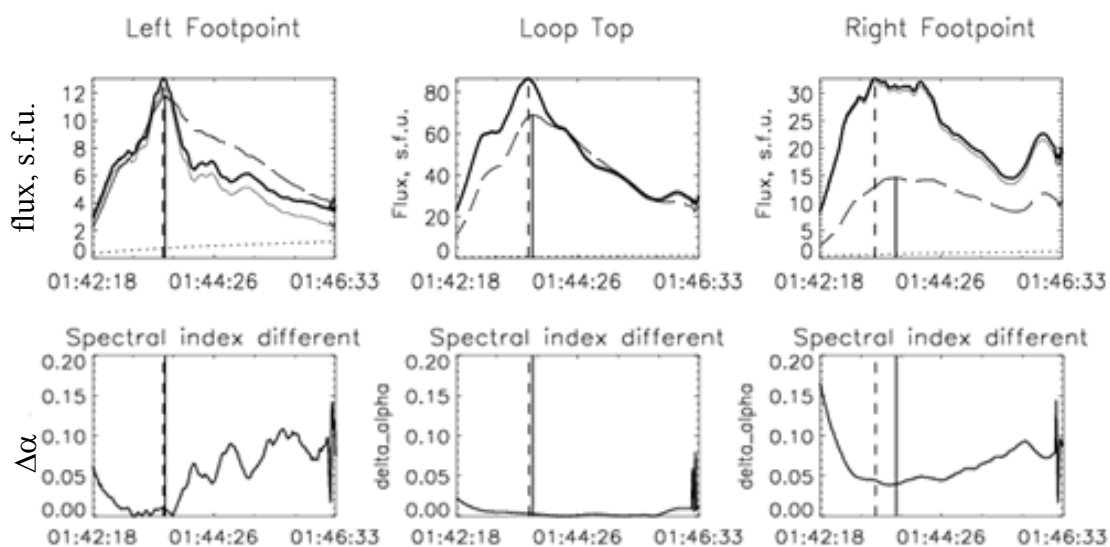 Left Footpoint
Loop Top
Right Footpoint
flux, s.f.u.
12
10
8
6
4
2
0
01:42:18 01:44:26 01:46:33
Flux, s.f.u.
80
60
40
20
0
01:42:18 01:44:26 01:46:33
Flux, s.f.u.
30
25
20
15
10
5
0
01:42:18 01:44:26 01:46:33
Spectral index different
Δα
0.20
0.15
0.10
0.05
0.00
01:42:18 01:44:26 01:46:33
Spectral index different
delta_alpha
0.20
0.15
0.10
0.05
0.00
01:42:18 01:44:26 01:46:33
Spectral index different
delta_alpha
0.20
0.15
0.10
0.05
0.00
01:42:18 01:44:26 01:46:33